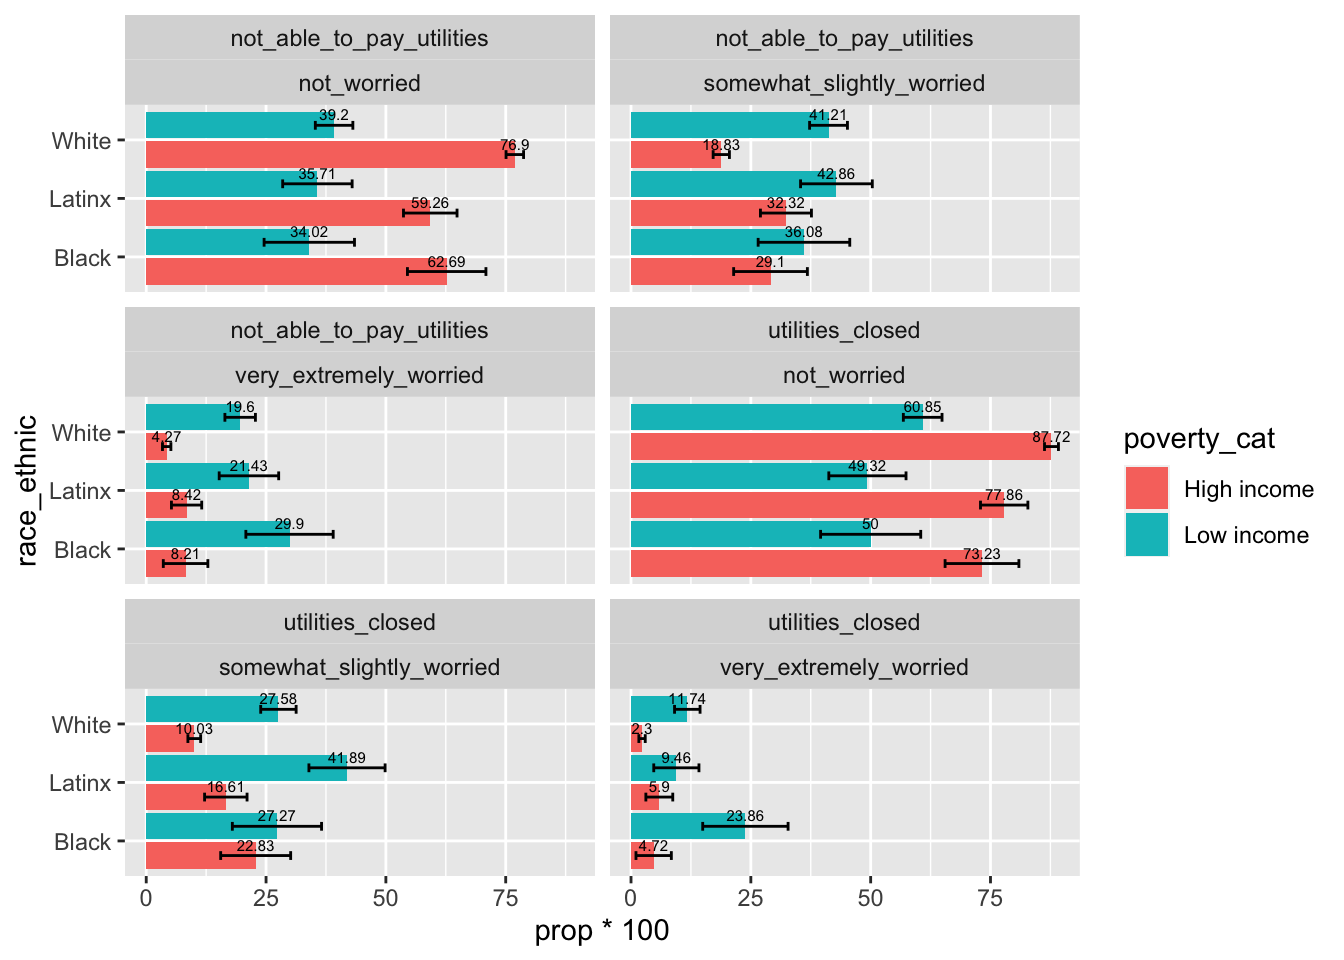 not_able_to_pay_utilities
not_worried
White
Latinx
Black
39.2
76.9
35.71
59.26
34.02
62.69
not_able_to_pay_utilities
somewhat_slightly_worried
41.21
18.83
42.86
32.32
36.08
29.1
not_able_to_pay_utilities
very_extremely_worried
White
Latinx
Black
19.6
4.27
21.43
8.42
29.9
8.21
utilities_closed
not_worried
60.85
87.72
49.32
77.86
50
73.23
utilities_closed
somewhat_slightly_worried
White
Latinx
Black
27.58
10.03
41.89
16.61
27.27
22.83
0 25 50 75
utilities_closed
very_extremely_worried
11.74
2.3
9.46
5.9
23.86
4.72
0 25 50 75
prop * 100
race_ethnic
poverty_cat
High income
Low income